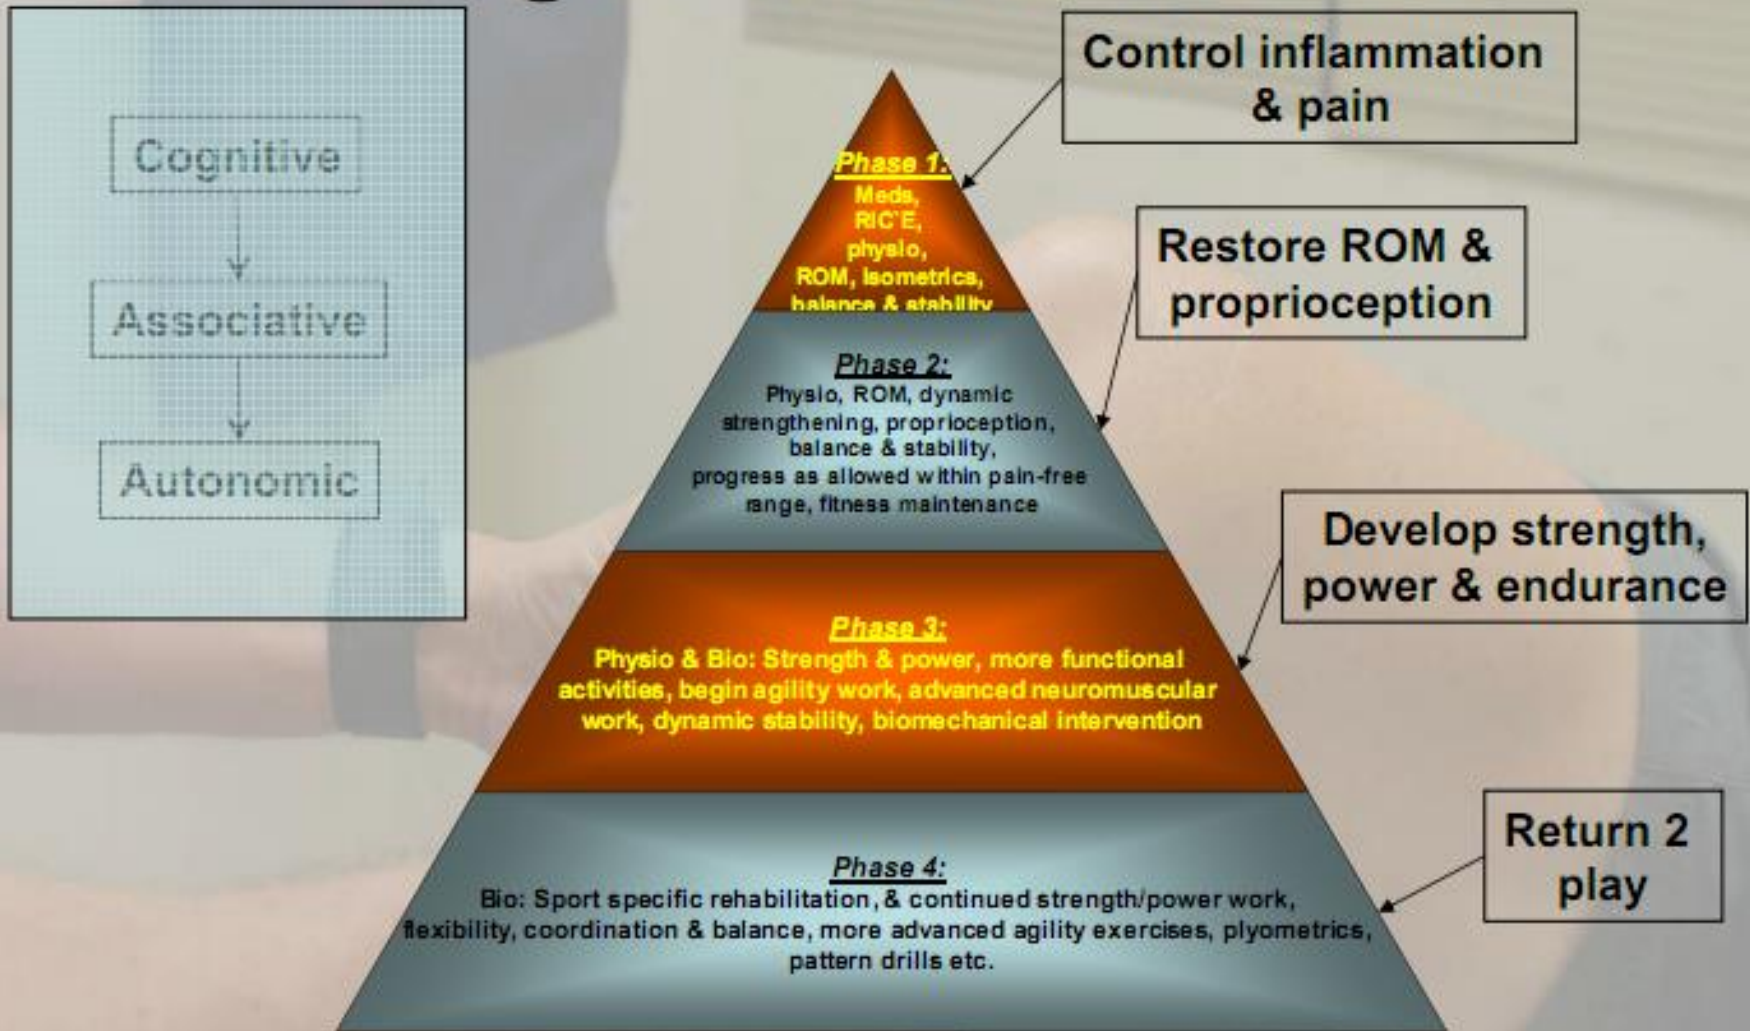 Cognitive
Associative
Autonomic
Control inflammation
& pain
Restore ROM &
proprioception
Develop strength,
power & endurance
Return 2
play
Phase 1:
Meds,
RIC`E,
physio,
ROM, Isometrics,
balance & stability
Phase 2:
Physio, ROM, dynamic
strengthening, proprioception,
balance & stability,
progress as allowed within pain-free
range, fitness maintenance
Phase 3:
Physio & Bio: Strength & power, more functional
activities, begin agility work, advanced neuromuscular
work, dynamic stability, biomechanical intervention
Phase 4:
Bio: Sport specific rehabilitation, & continued strength/power work,
flexibility, coordination & balance, more advanced agility exercises, plyometrics,
pattern drills etc.